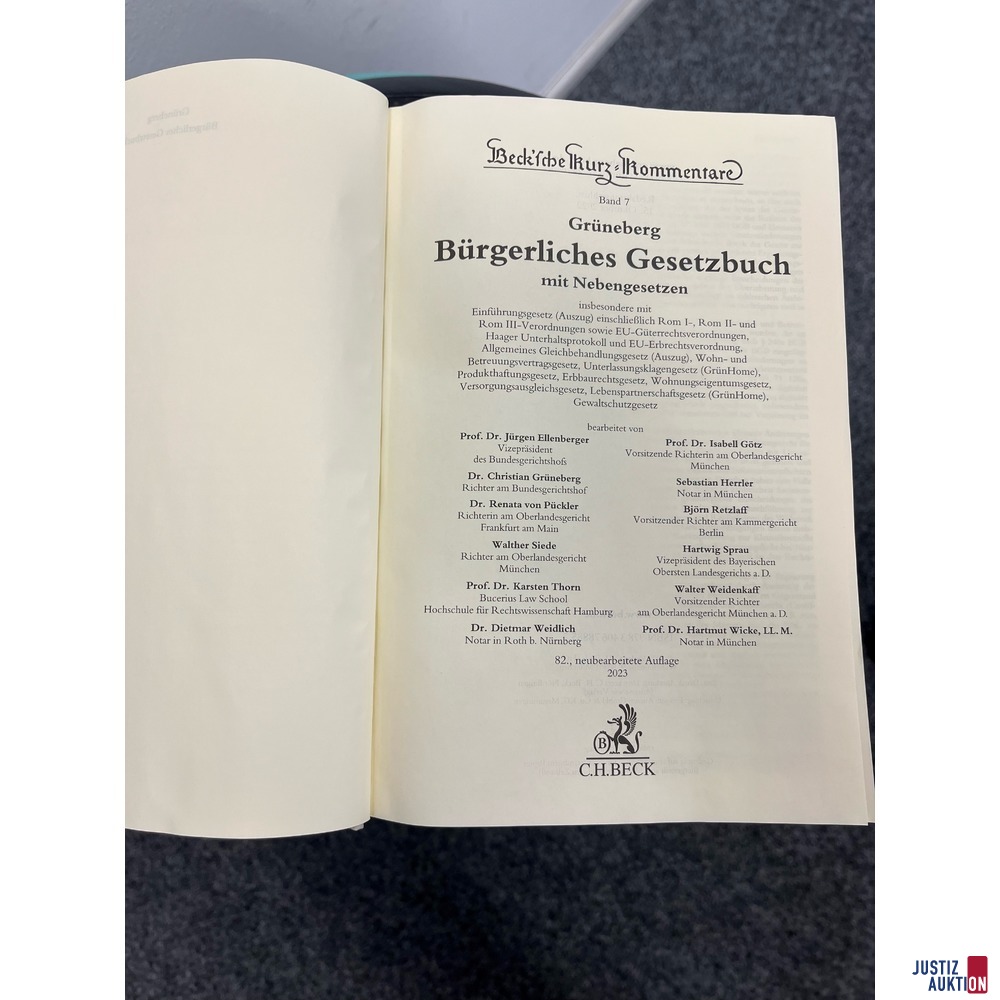 Grüneberg
Beck'sche Kurz-Kommentare
Band 7
Grüneberg
Bürgerliches Gesetzbuch
mit Nebengesetzen
insbesondere mit
Einführungsgesetz (Auszug) einschließlich Rom I-, Rom II- und
Rom III-Verordnungen sowie EU-Güterrechtsverordnungen,
Haager Unterhaltsprotokoll und EU-Erbrechtsverordnung,
Allgemeines Gleichbehandlungsgesetz (Auszug), Wohn- und
Betreuungsvertragsgesetz, Unterlassungsklagengesetz (GrünHome),
Produkthaftungsgesetz, Erbbaurechtsgesetz, Wohnungseigentumsgesetz,
Versorgungsausgleichsgesetz, Lebenspartnerschaftsgesetz (GrünHome),
Gewaltschutzgesetz
bearbeitet von
Prof. Dr. Jürgen Ellenberger
Vizepräsident
des Bundesgerichtshofs
Dr. Christian Grüneberg
Richter am Bundesgerichtshof
Dr. Renata von Pückler
Richterin am Oberlandesgericht
Frankfurt am Main
Walther Siede
Richter am Oberlandesgericht
München
Prof. Dr. Karsten Thorn
Bucerius Law School
Hochschule für Rechtswissenschaft Hamburg
Dr. Dietmar Weidlich
Notar in Roth b. Nürnberg
Prof. Dr. Isabell Götz
Vorsitzende Richterin am Oberlandesgericht
München
Sebastian Herrler
Notar in München
Björn Retzlaff
Vorsitzender Richter am Kammergericht
Berlin
Hartwig Sprau
Vizepräsident des Bayerischen
Obersten Landesgerichts a. D.
Walter Weidenkaff
Vorsitzender Richter
am Oberlandesgericht München a. D.
Prof. Dr. Hartmut Wicke, LL. M.
Notar in München
82., neubearbeitete Auflage
2023
B
C.H.BECK
JUSTIZ
AUKTION